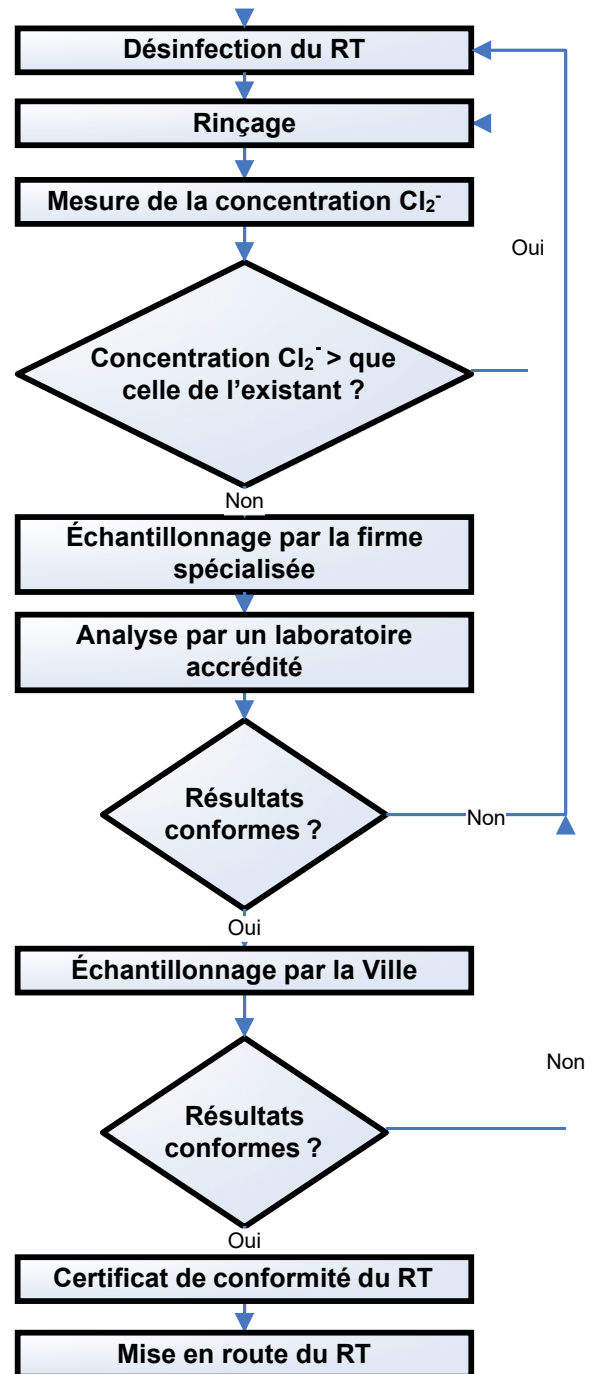 Désinfection du RT
Rinçage
Mesure de la concentration Cl₂⁻
Oui
Concentration Cl₂⁻ > que
celle de l'existant ?
Non
Échantillonnage par la firme
spécialisée
Analyse par un laboratoire
accrédité
Résultats
conformes ?
Non
Oui
Échantillonnage par la Ville
Non
Résultats
conformes ?
Oui
Certificat de conformité du RT
Mise en route du RT